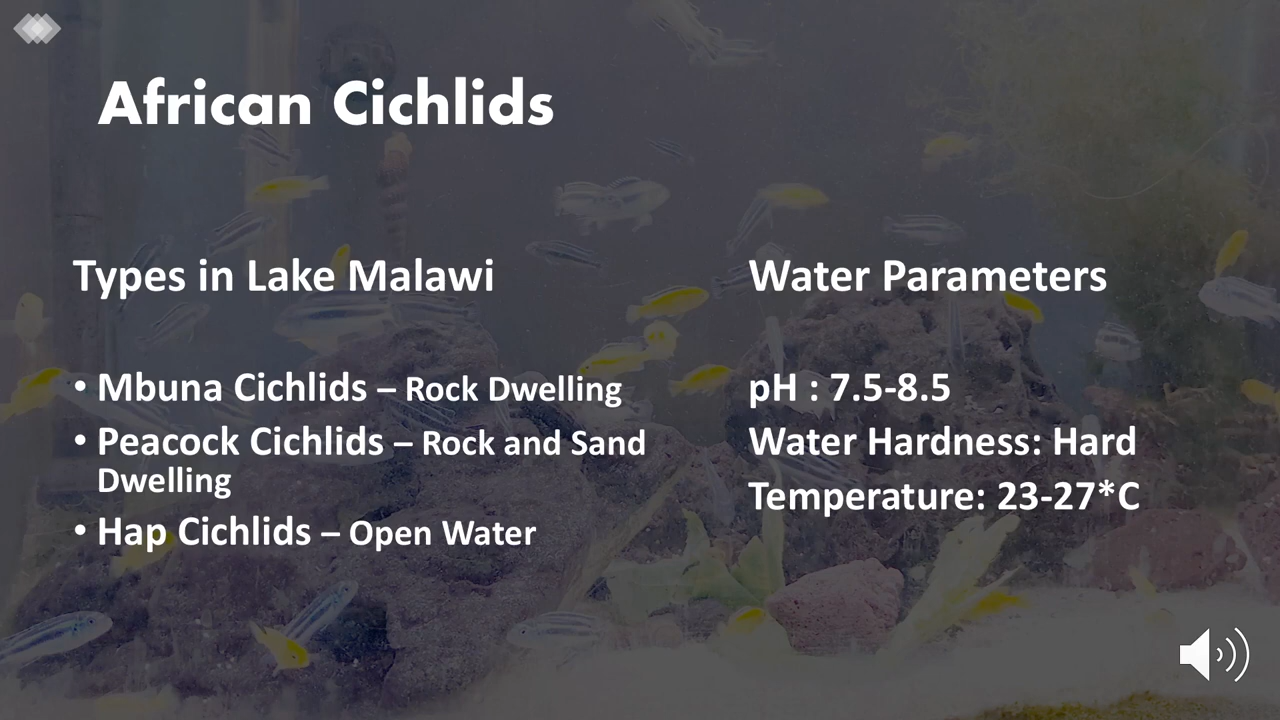 African Cichlids
Types in Lake Malawi
• Mbuna Cichlids – Rock Dwelling
• Peacock Cichlids – Rock and Sand
Dwelling
• Hap Cichlids – Open Water
Water Parameters
pH : 7.5-8.5
Water Hardness: Hard
Temperature: 23-27*C